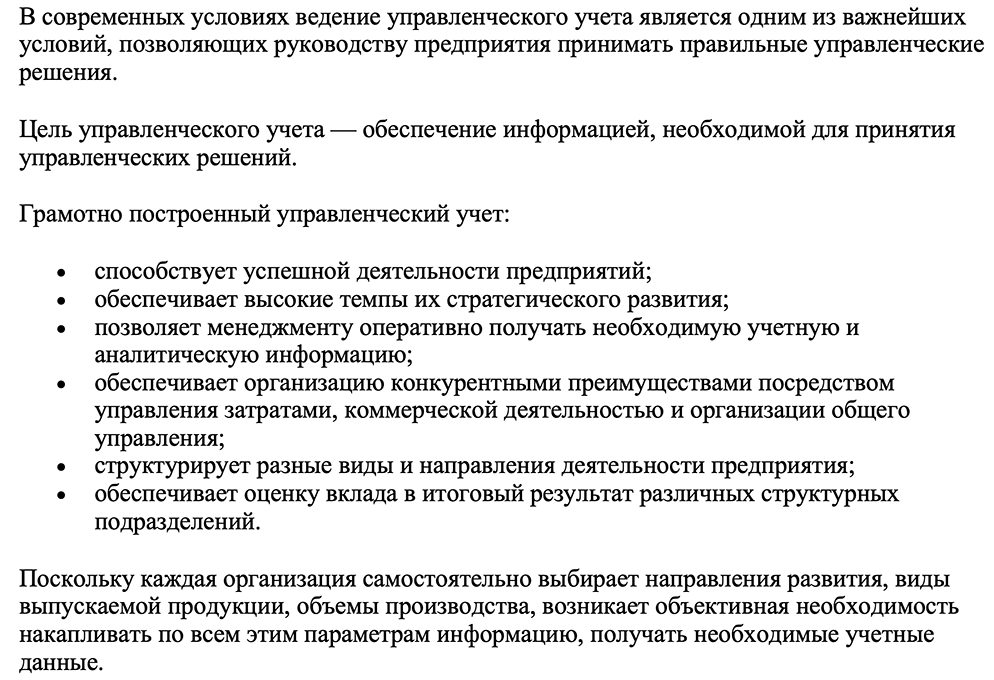 В современных условиях ведение управленческого учета является одним из важнейших
условий, позволяющих руководству предприятия принимать правильные управленческие
решения.
Цель управленческого учета — обеспечение информацией, необходимой для принятия
управленческих решений.
Грамотно построенный управленческий учет:
• способствует успешной деятельности предприятий;
• обеспечивает высокие темпы их стратегического развития;
• позволяет менеджменту оперативно получать необходимую учетную и
аналитическую информацию;
• обеспечивает организацию конкурентными преимуществами посредством
управления затратами, коммерческой деятельностью и организации общего
управления;
• структурирует разные виды и направления деятельности предприятия;
• обеспечивает оценку вклада в итоговый результат различных структурных
подразделений.
Поскольку каждая организация самостоятельно выбирает направления развития, виды
выпускаемой продукции, объемы производства, возникает объективная необходимость
накапливать по всем этим параметрам информацию, получать необходимые учетные
данные.